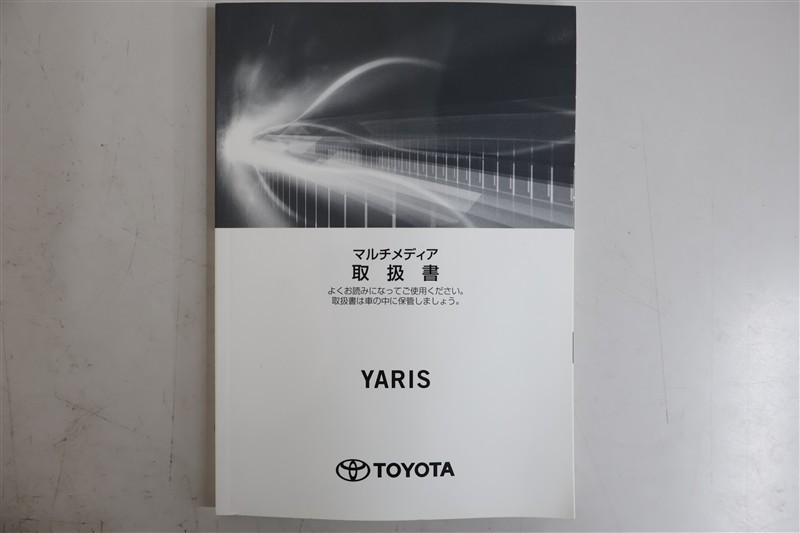 マルチメディア
取扱書
よくお読みになってご使用ください。
取扱書は車の中に保管しましょう。
YARIS
TOYOTA